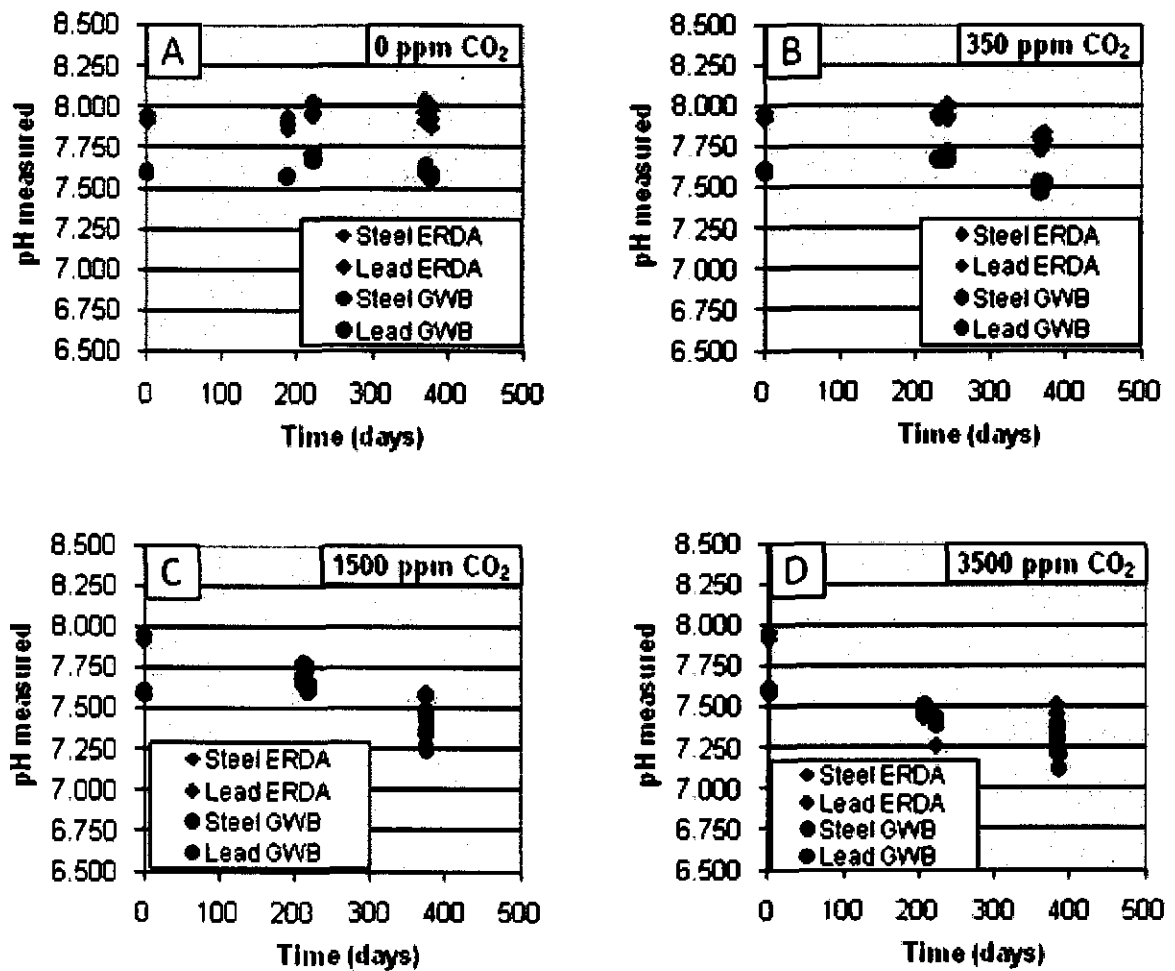 A
0 ppm CO₂
pH measured
8.500
8.250
8.000
7.750
7.500
7.250
7.000
6.750
6.500
Steel ERDA
Lead ERDA
Steel GWB
Lead GWB
0 100 200 300 400 500
Time (days)
B
350 ppm CO₂
pH measured
8.500
8.250
8.000
7.750
7.500
7.250
7.000
6.750
6.500
Steel ERDA
Lead ERDA
Steel GWB
Lead GWB
0 100 200 300 400 500
Time (days)
C
1500 ppm CO₂
pH measured
8.500
8.250
8.000
7.750
7.500
7.250
7.000
6.750
6.500
Steel ERDA
Lead ERDA
Steel GWB
Lead GWB
0 100 200 300 400 500
Time (days)
D
3500 ppm CO₂
pH measured
8.500
8.250
8.000
7.750
7.500
7.250
7.000
6.750
6.500
Steel ERDA
Lead ERDA
Steel GWB
Lead GWB
0 100 200 300 400 500
Time (days)